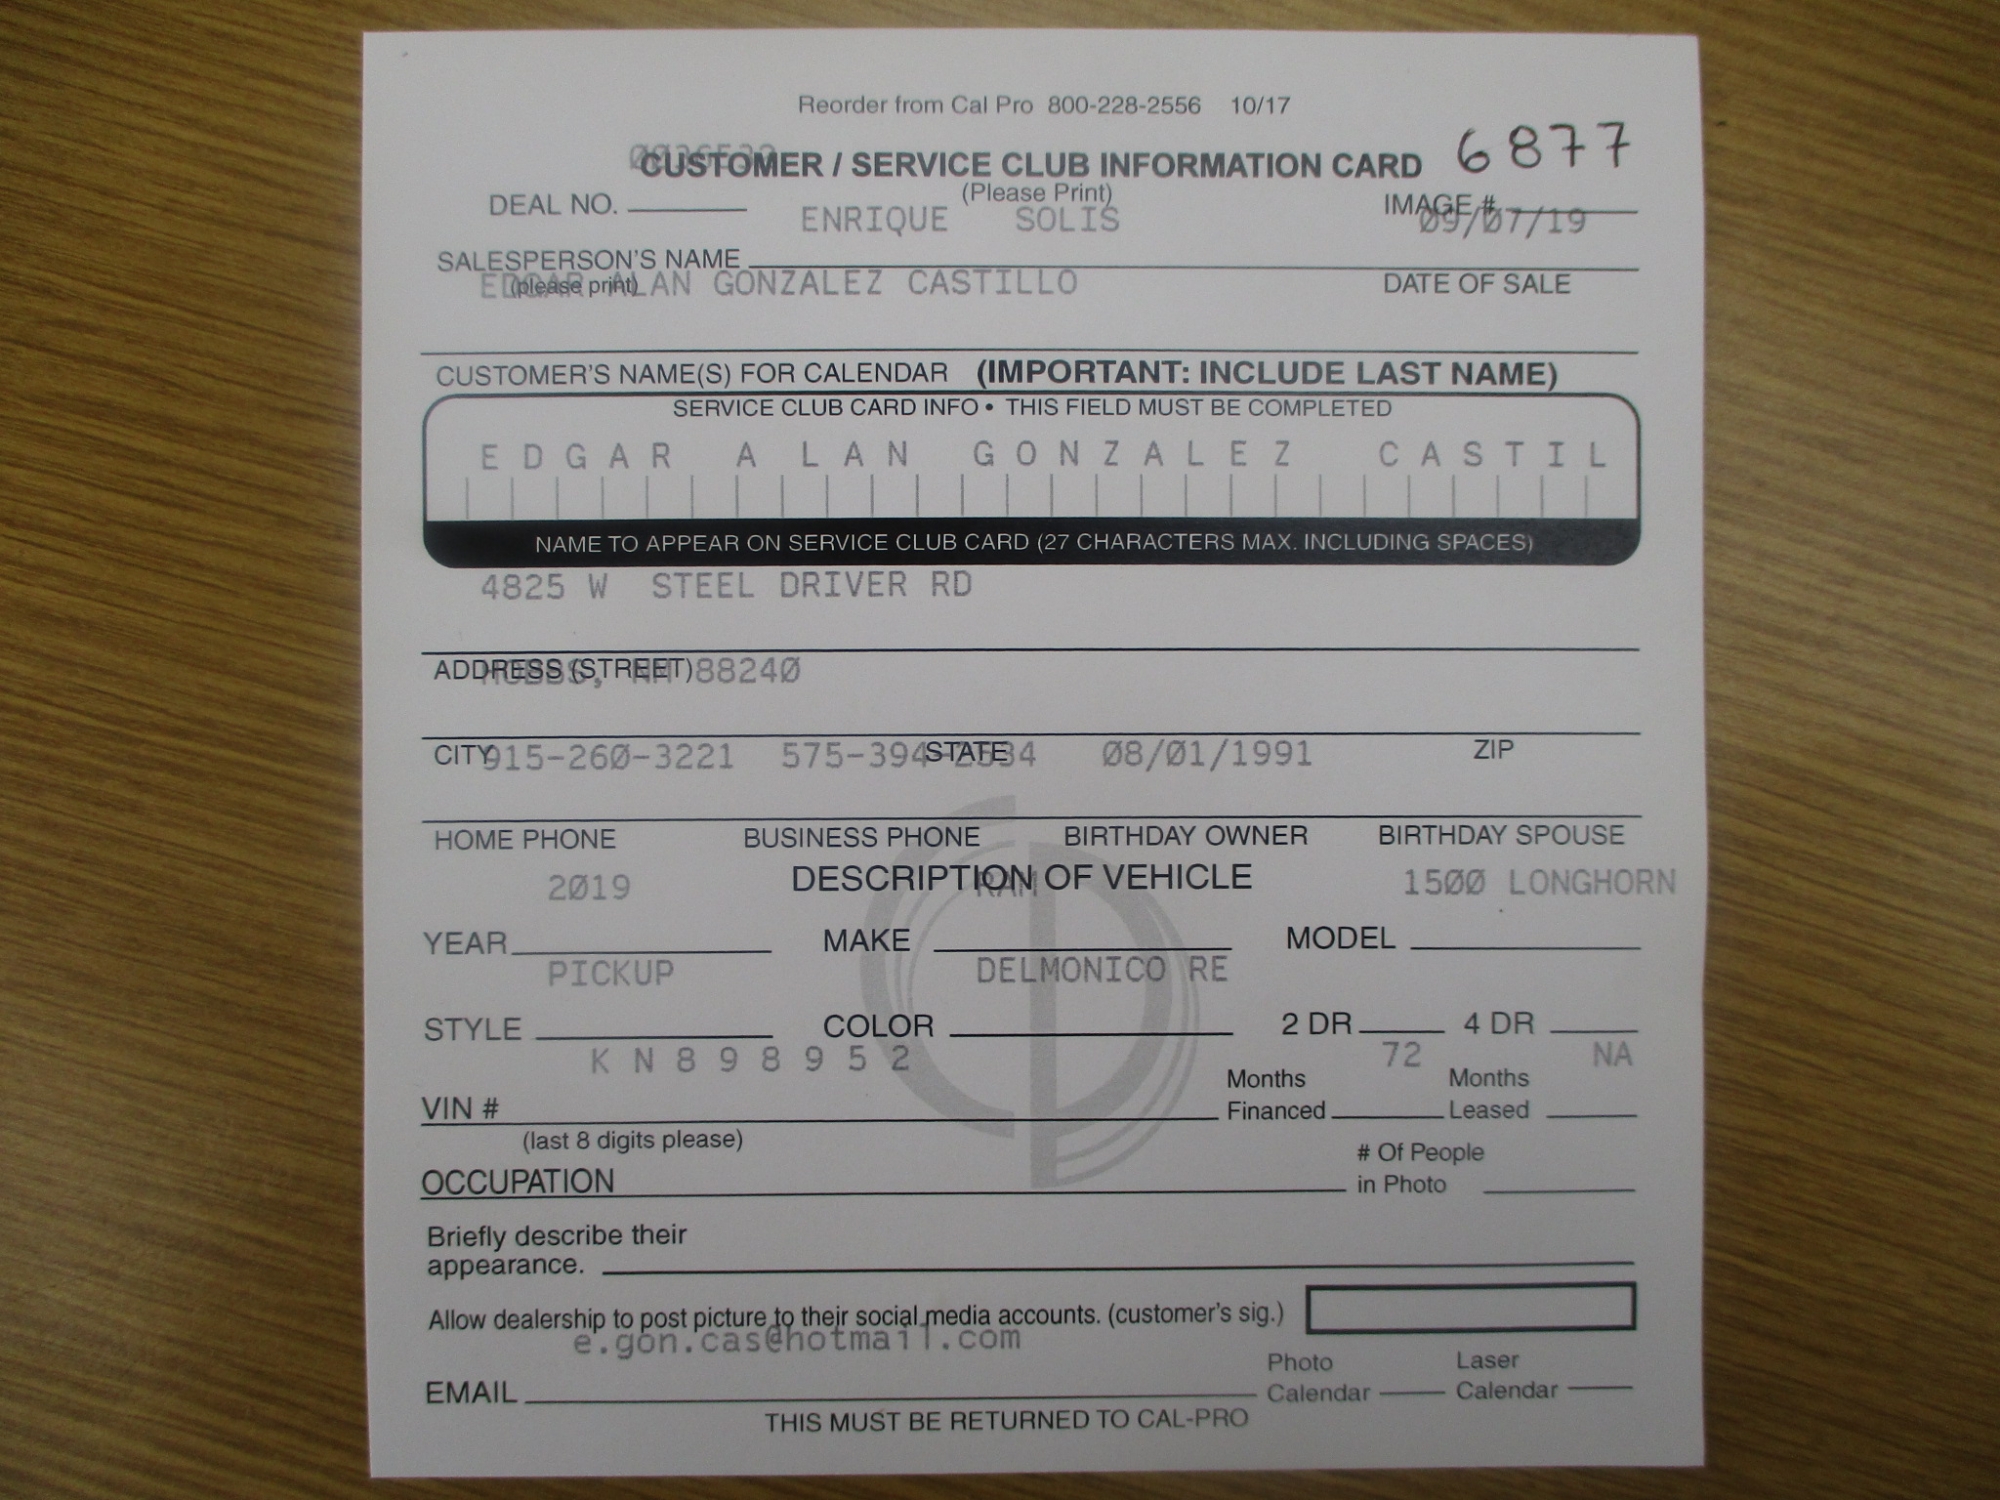 Reorder from Cal Pro 800-228-2556 10/17
CUSTOMER / SERVICE CLUB INFORMATION CARD 6877
(Please Print)
DEAL NO. IMAGE #
ENRIQUE SOLIS 09/07/19
SALESPERSON'S NAME
(please print) DATE OF SALE
EDGAR ALAN GONZALEZ CASTILLO
CUSTOMER'S NAME(S) FOR CALENDAR (IMPORTANT: INCLUDE LAST NAME)
SERVICE CLUB CARD INFO • THIS FIELD MUST BE COMPLETED
EDGAR ALAN GONZALEZ CASTIL
NAME TO APPEAR ON SERVICE CLUB CARD (27 CHARACTERS MAX. INCLUDING SPACES)
4825 W STEEL DRIVER RD
ADDRESS (STREET)
HOBBS, NM 88240
CITY STATE ZIP
915-260-3221 08/01/1991
HOME PHONE BUSINESS PHONE BIRTHDAY OWNER BIRTHDAY SPOUSE
DESCRIPTION OF VEHICLE
2019 RAM 1500 LONGHORN
YEAR MAKE MODEL
PICKUP DELMONICO RE
STYLE COLOR 2 DR 4 DR
KN898952 72 NA
VIN # Months Financed Months Leased
(last 8 digits please)
OCCUPATION # Of People in Photo
Briefly describe their
appearance.
Allow dealership to post picture to their social media accounts. (customer's sig.)
e.gon.cas@hotmail.com
EMAIL Photo Calendar Laser Calendar
THIS MUST BE RETURNED TO CAL-PRO